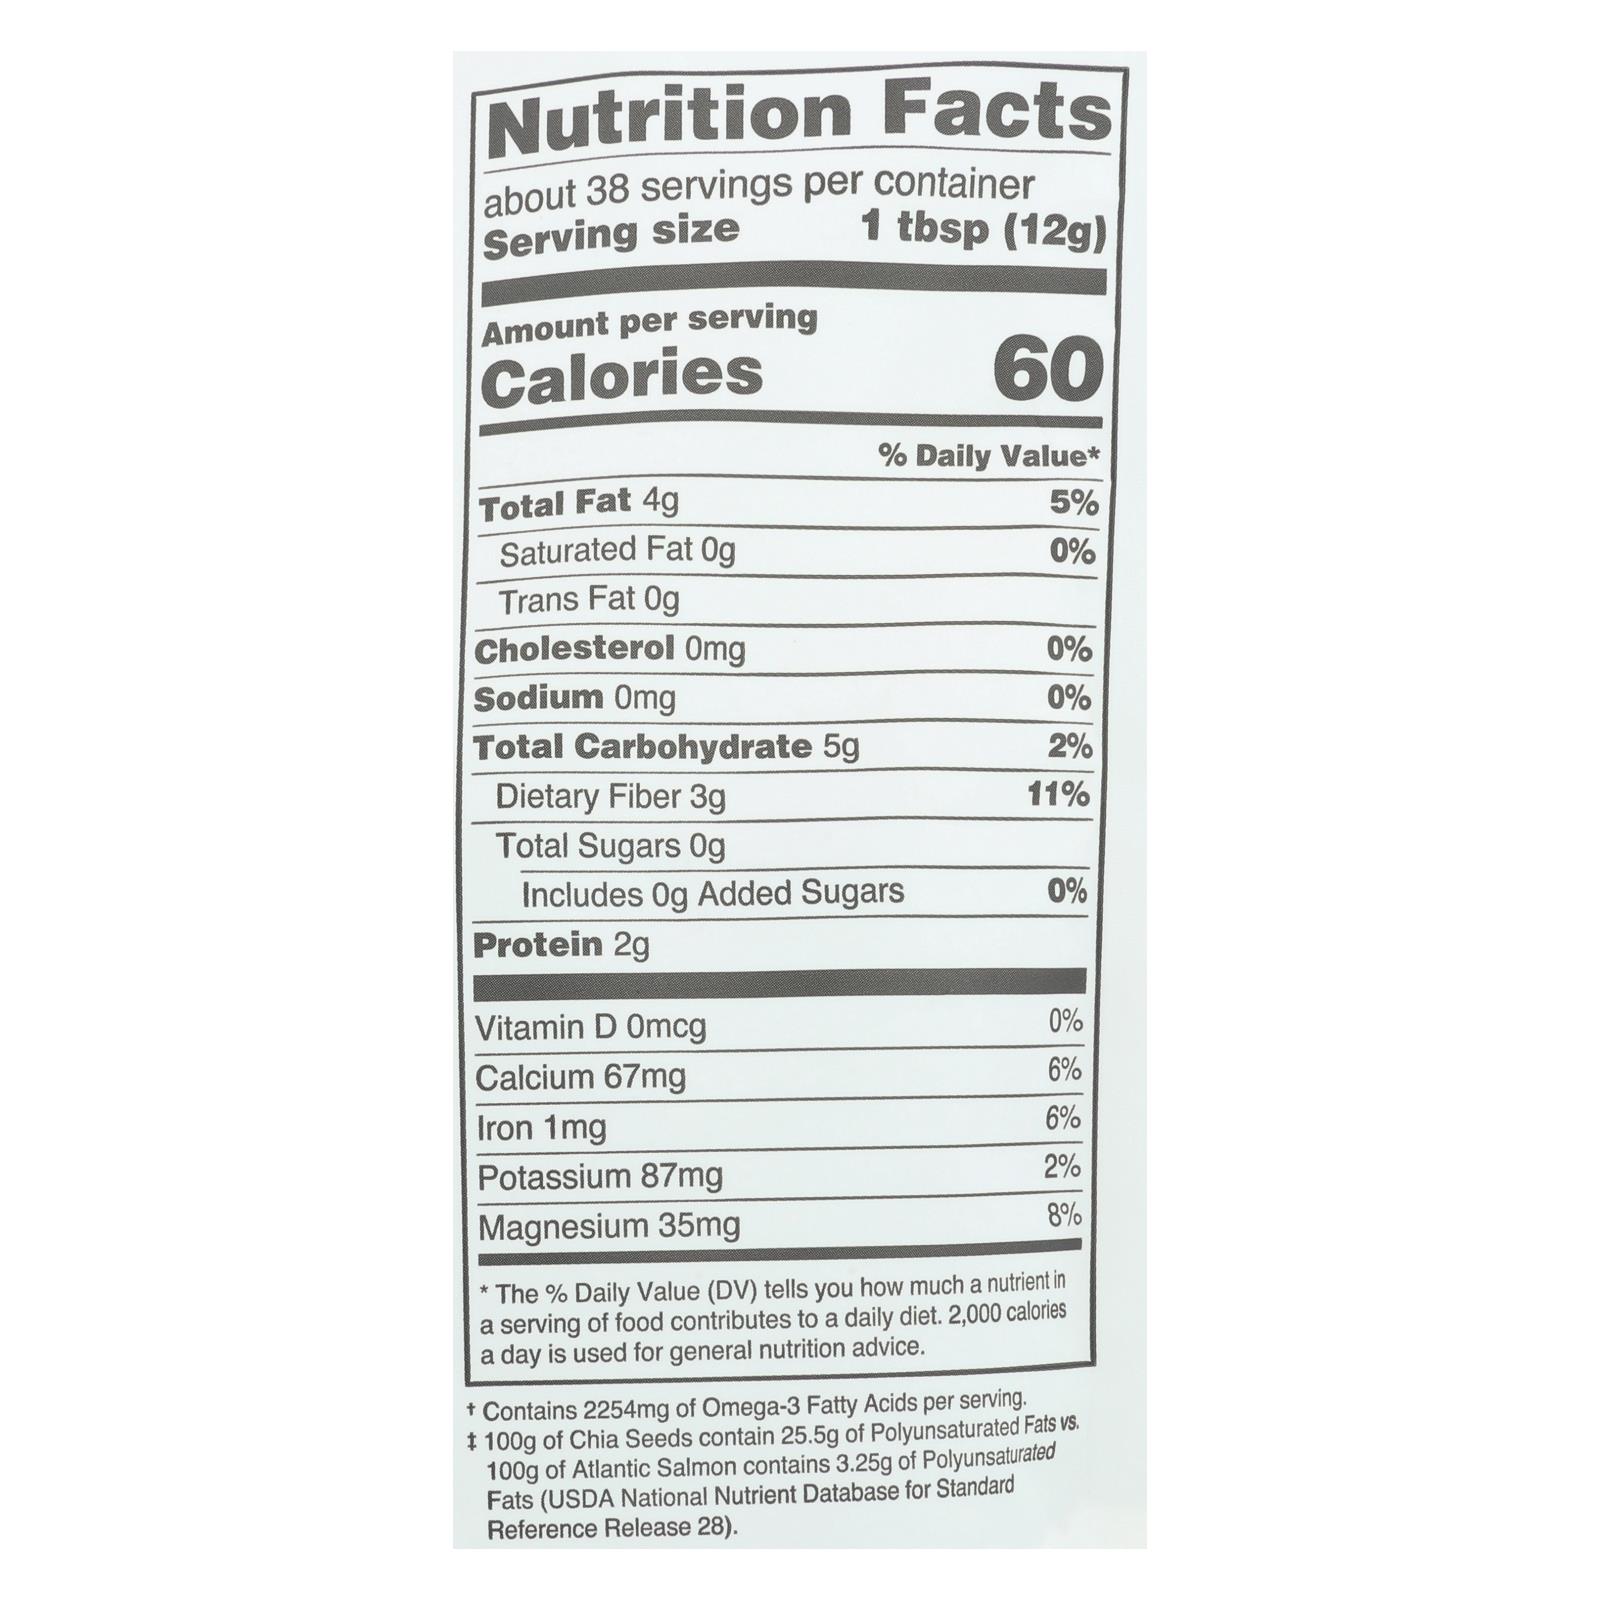 Nutrition Facts
about 38 servings per container
Serving size 1 tbsp (12g)
Amount per serving
Calories 60
% Daily Value*
Total Fat 4g 5%
Saturated Fat 0g 0%
Trans Fat 0g
Cholesterol 0mg 0%
Sodium 0mg 0%
Total Carbohydrate 5g 2%
Dietary Fiber 3g 11%
Total Sugars 0g
Includes 0g Added Sugars 0%
Protein 2g
Vitamin D 0mcg 0%
Calcium 67mg 6%
Iron 1mg 6%
Potassium 87mg 2%
Magnesium 35mg 8%
* The % Daily Value (DV) tells you how much a nutrient in
a serving of food contributes to a daily diet. 2,000 calories
a day is used for general nutrition advice.
† Contains 2254mg of Omega-3 Fatty Acids per serving.
‡ 100g of Chia Seeds contain 25.5g of Polyunsaturated Fats vs.
100g of Atlantic Salmon contains 3.25g of Polyunsaturated
Fats (USDA National Nutrient Database for Standard
Reference Release 28).